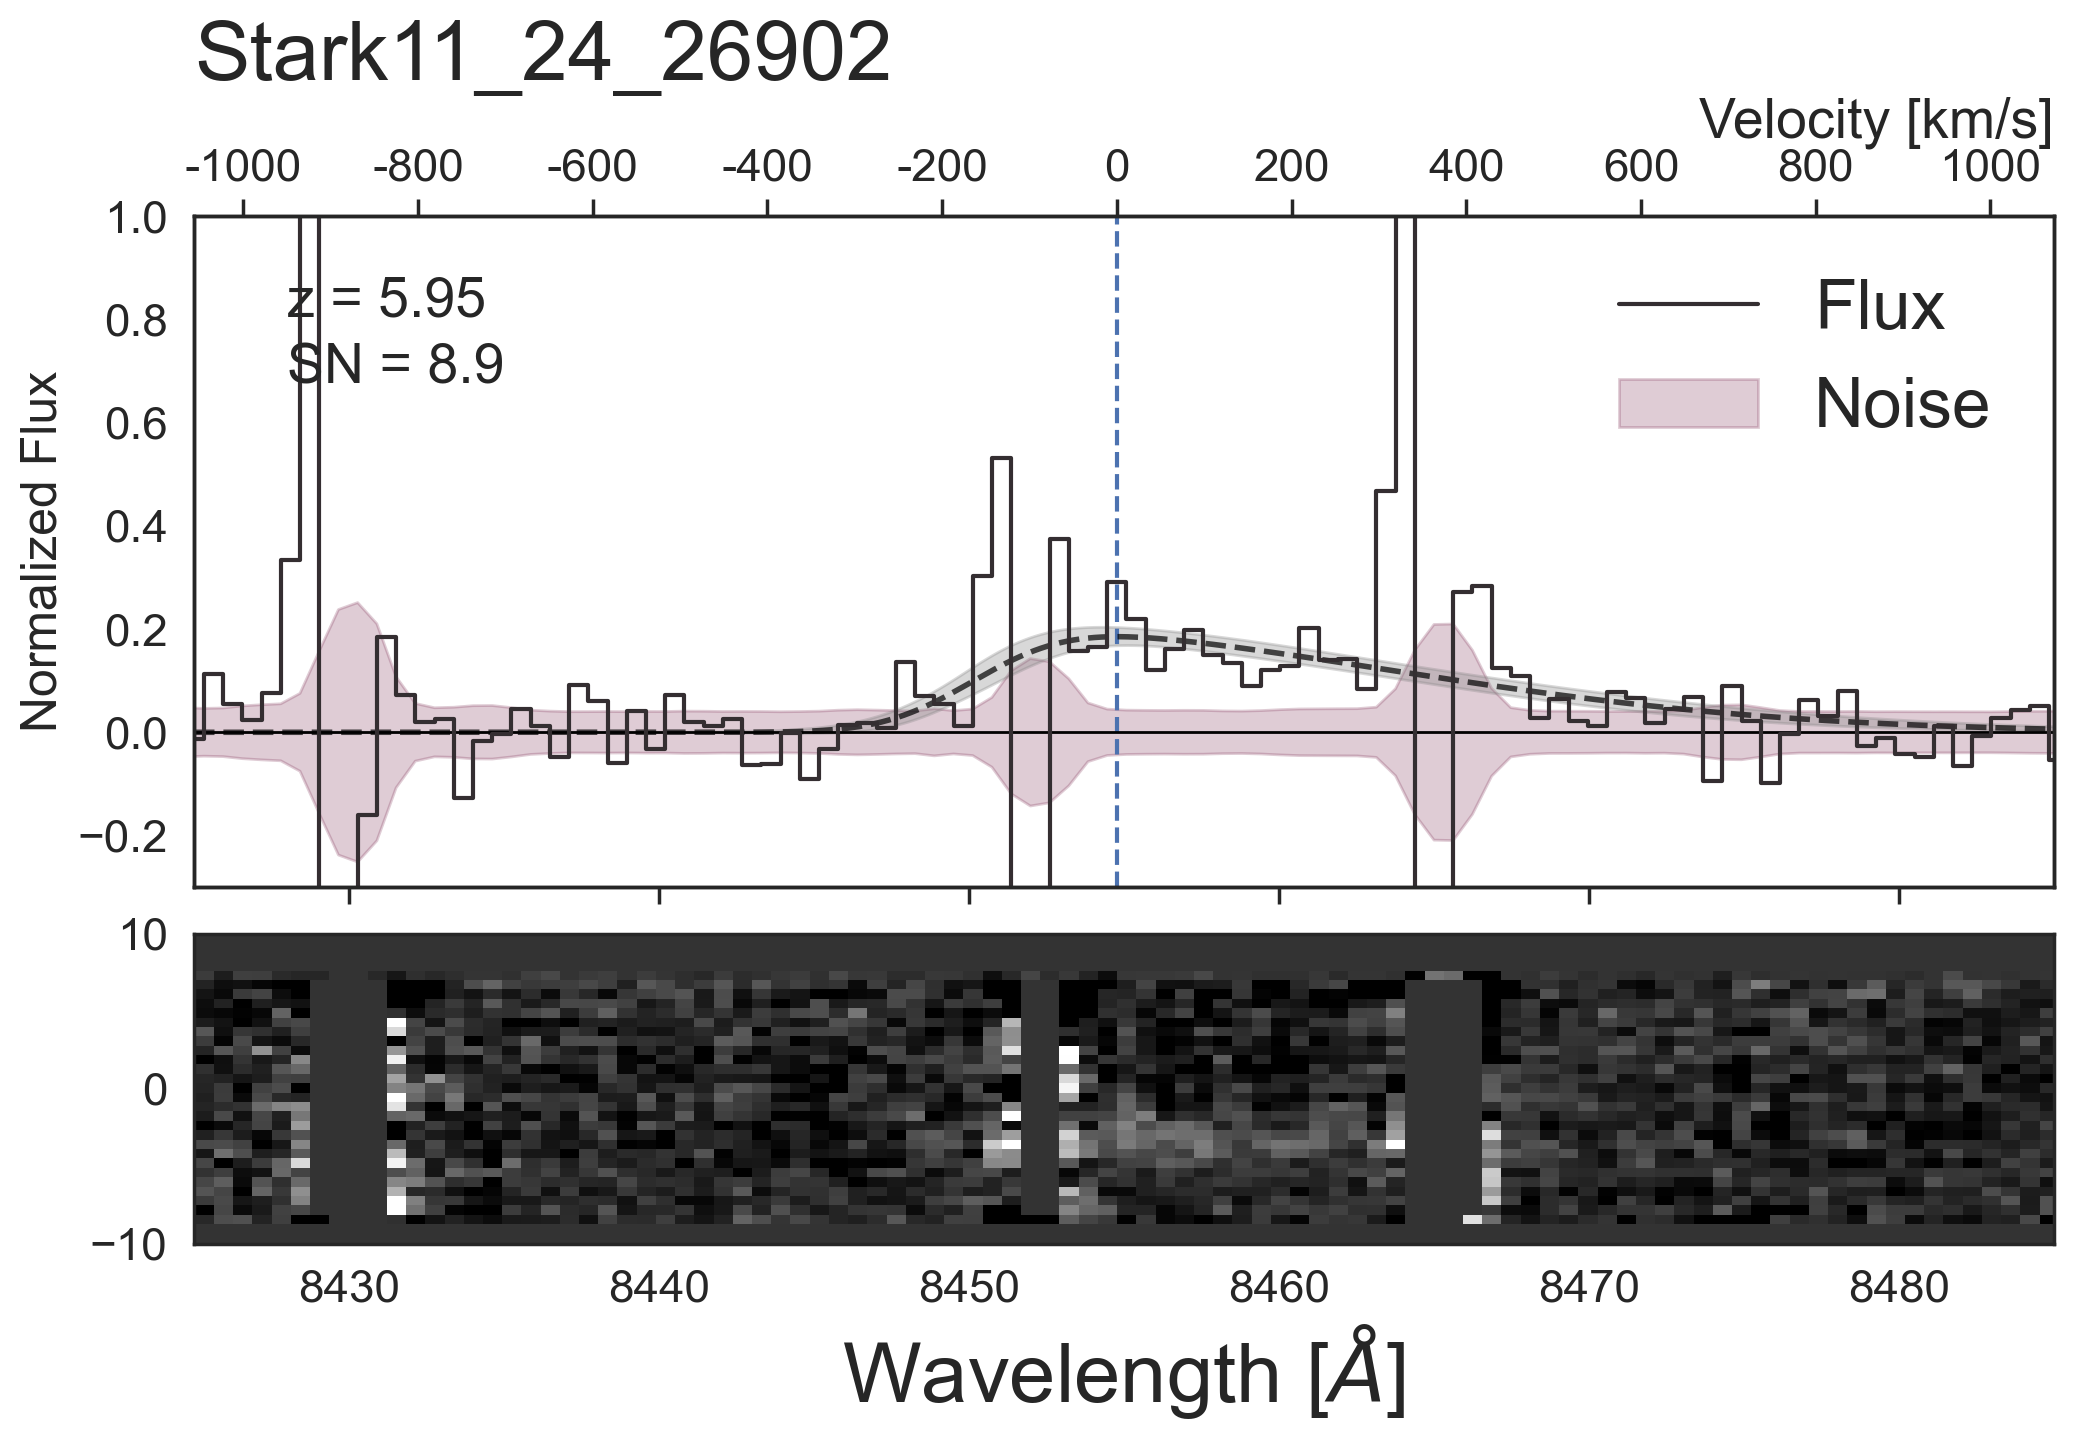 Stark11_24_26902
Velocity [km/s]
-1000 -800 -600 -400 -200 0 200 400 600 800 1000
1.0
0.8
0.6
0.4
0.2
0.0
−0.2
Normalized Flux
z = 5.95
SN = 8.9
Flux
Noise
10
0
−10
8430 8440 8450 8460 8470 8480
Wavelength [Å]